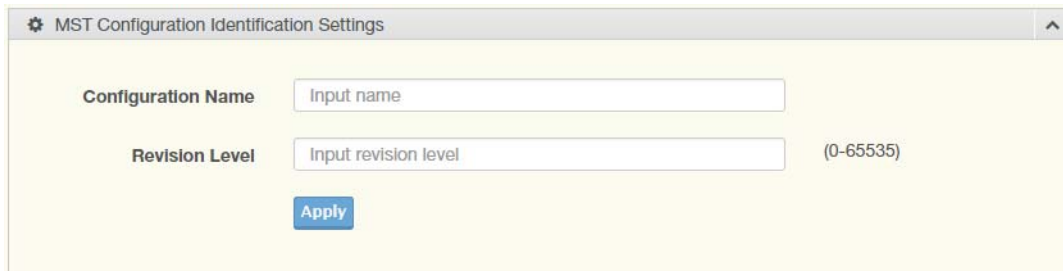 MST Configuration Identification Settings
Configuration Name Input name
Revision Level Input revision level (0-65535)
Apply